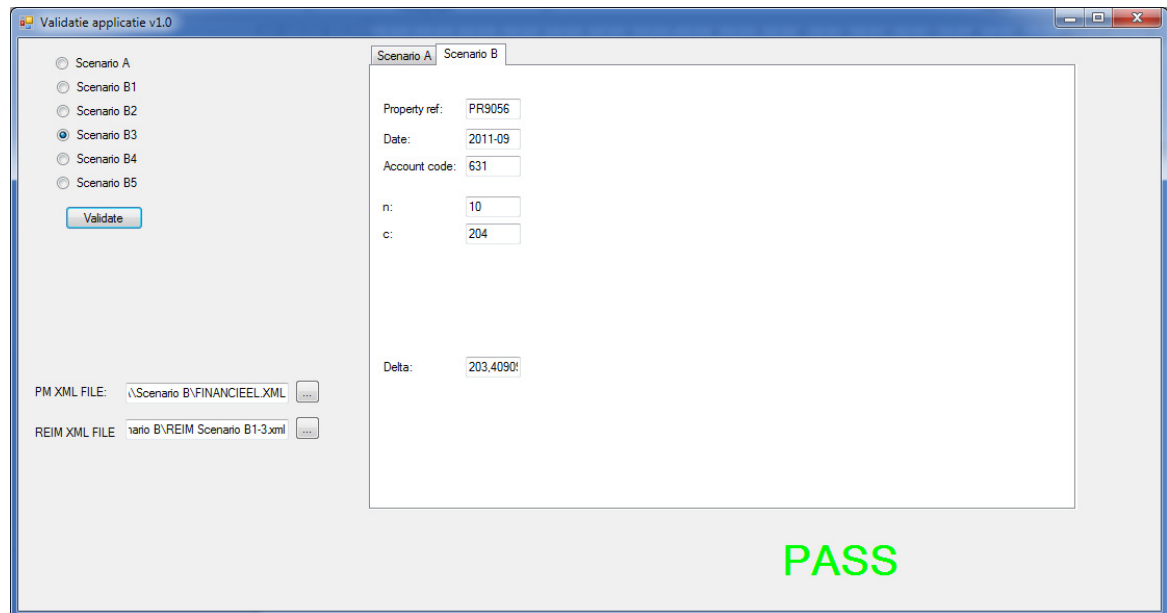 Validatie applicatie v1.0
Scenario A
Scenario B1
Scenario B2
Scenario B3
Scenario B4
Scenario B5
Validate
PM XML FILE: .\Scenario B\FINANCIEEL.XML ...
REIM XML FILE nario B\REIM Scenario B1-3.xml ...
Scenario A Scenario B
Property ref: PR9056
Date: 2011-09
Account code: 631
n: 10
c: 204
Delta: 203,4090
PASS